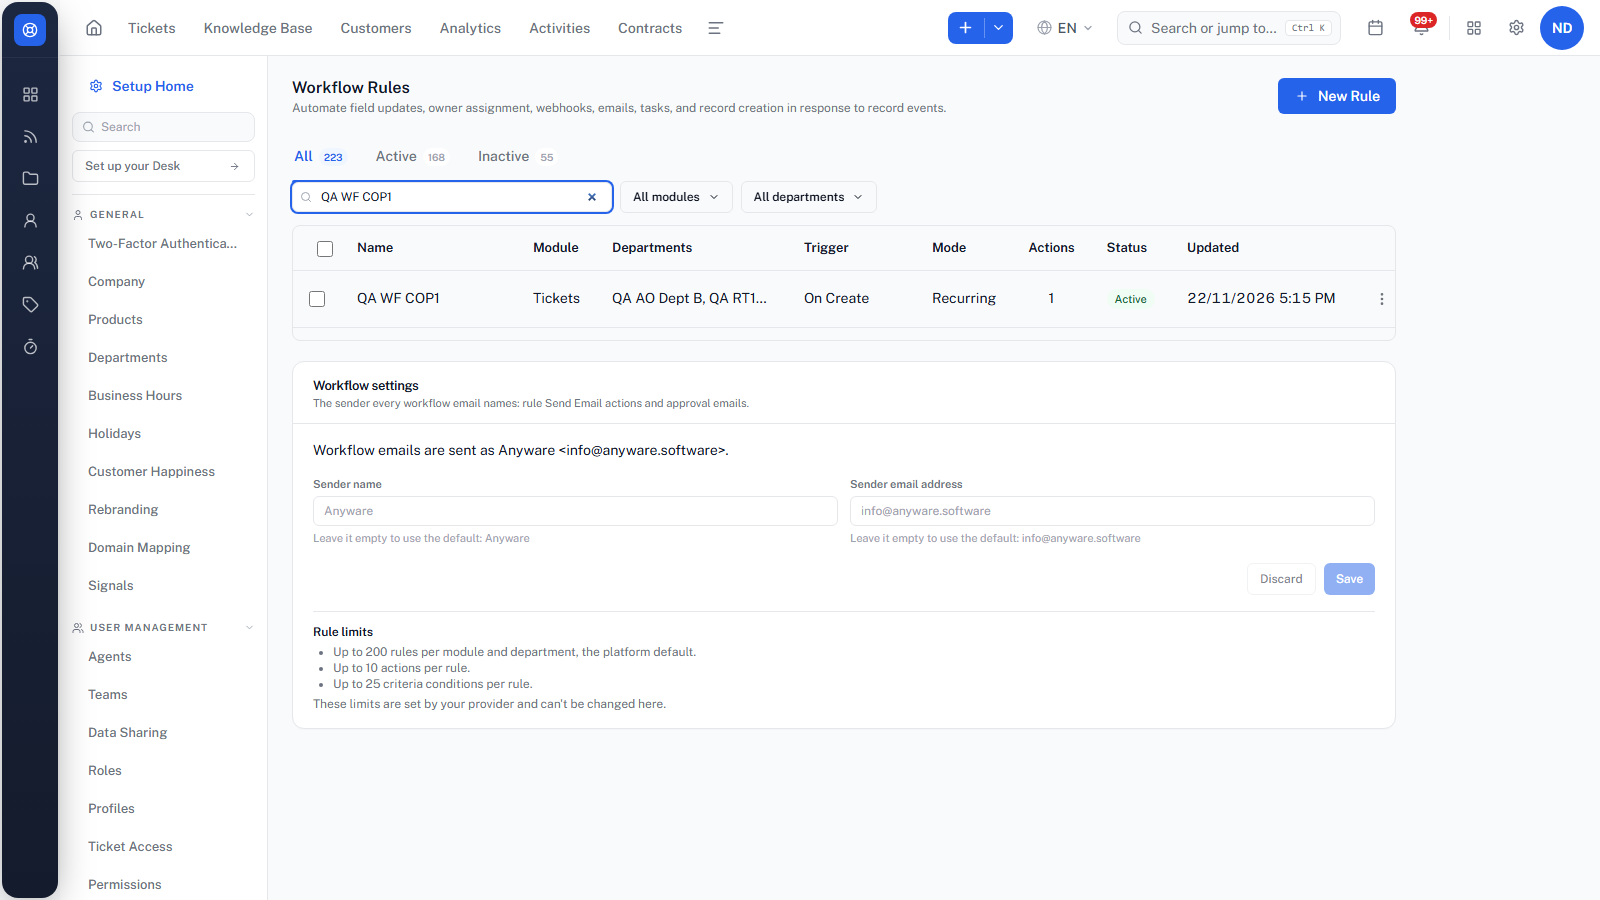 Tickets
Knowledge Base
Customers
Analytics
Activities
Contracts
EN
Search or jump to...
Ctrl K
99+
ND
Setup Home
Search
Set up your Desk
GENERAL
Two-Factor Authentica...
Company
Products
Departments
Business Hours
Holidays
Customer Happiness
Rebranding
Domain Mapping
Signals
USER MANAGEMENT
Agents
Teams
Data Sharing
Roles
Profiles
Ticket Access
Permissions
Workflow Rules
Automate field updates, owner assignment, webhooks, emails, tasks, and record creation in response to record events.
New Rule
All 223
Active 168
Inactive 55
QA WF COP1
All modules
All departments
Name Module Departments Trigger Mode Actions Status Updated
QA WF COP1 Tickets QA AO Dept B, QA RT1... On Create Recurring 1 Active 22/11/2026 5:15 PM
Workflow settings
The sender every workflow email names: rule Send Email actions and approval emails.
Workflow emails are sent as Anyware <info@anyware.software>.
Sender name
Anyware
Leave it empty to use the default: Anyware
Sender email address
info@anyware.software
Leave it empty to use the default: info@anyware.software
Discard
Save
Rule limits
Up to 200 rules per module and department, the platform default.
Up to 10 actions per rule.
Up to 25 criteria conditions per rule.
These limits are set by your provider and can't be changed here.